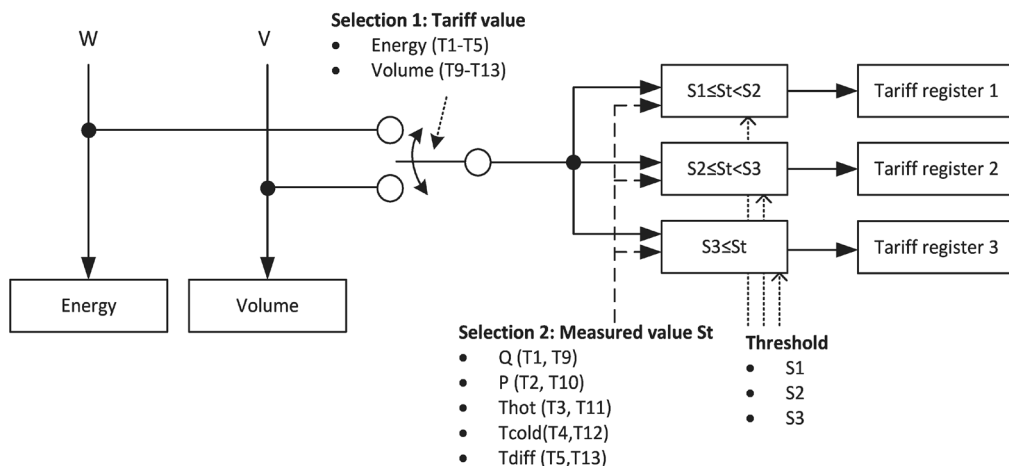 Selection 1: Tariff value
• Energy (T1-T5)
• Volume (T9-T13)
W
V
S1≤St<S2
Tariff register 1
S2≤St<S3
Tariff register 2
S3≤St
Tariff register 3
Energy
Volume
Selection 2: Measured value St
• Q (T1, T9)
• P (T2, T10)
• Thot (T3, T11)
• Tcold(T4,T12)
• Tdiff (T5,T13)
Threshold
• S1
• S2
• S3